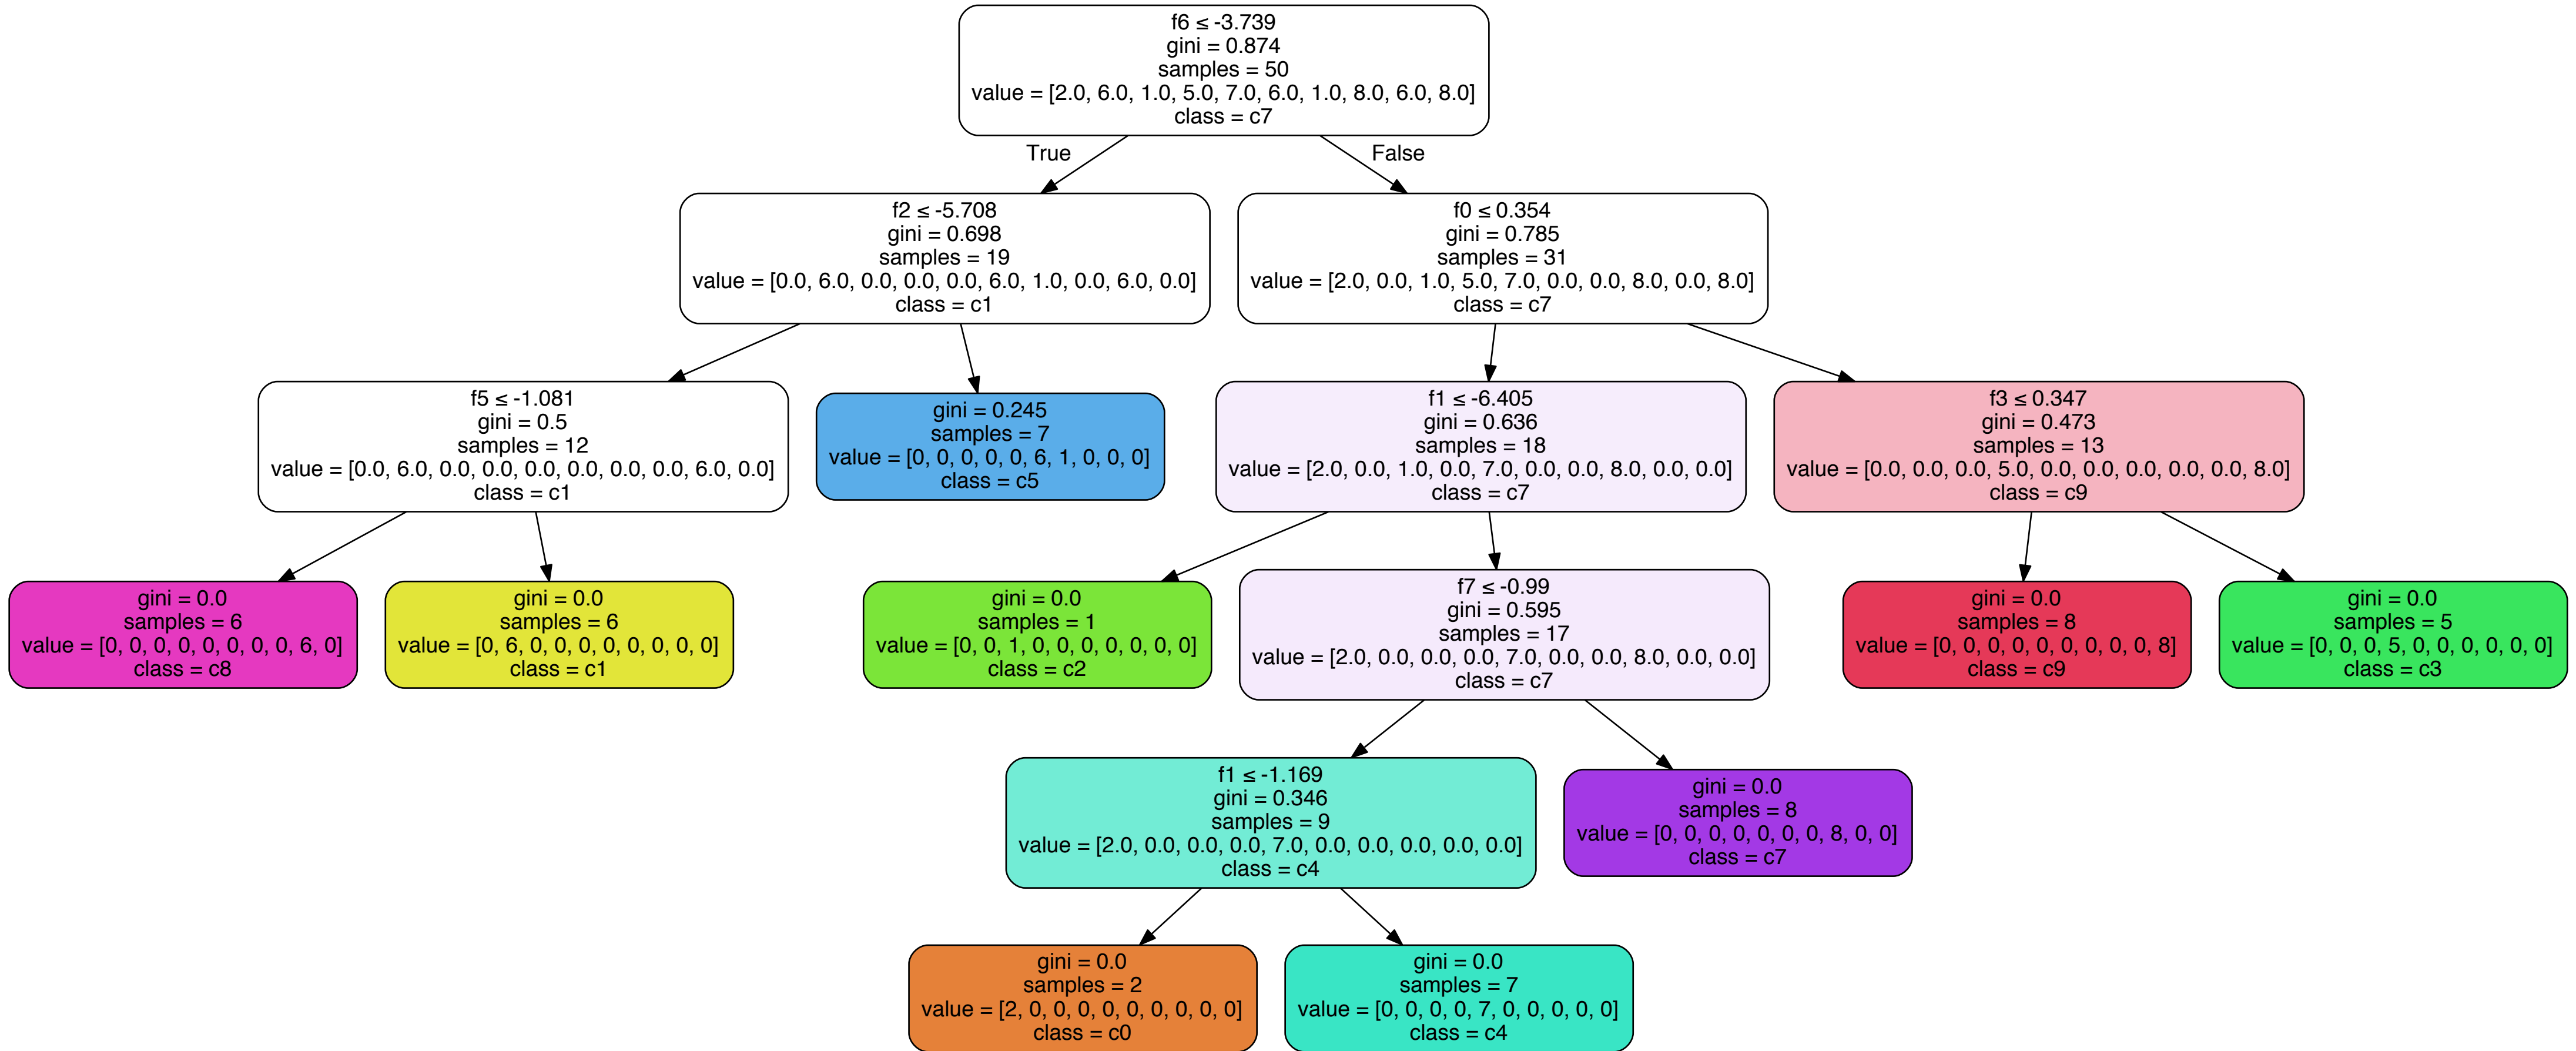 f6 ≤ -3.739
gini = 0.874
samples = 50
value = [2.0, 6.0, 1.0, 5.0, 7.0, 6.0, 1.0, 8.0, 6.0, 8.0]
class = c7
True
False
f2 ≤ -5.708
gini = 0.698
samples = 19
value = [0.0, 6.0, 0.0, 0.0, 0.0, 6.0, 1.0, 0.0, 6.0, 0.0]
class = c1
f0 ≤ 0.354
gini = 0.785
samples = 31
value = [2.0, 0.0, 1.0, 5.0, 7.0, 0.0, 0.0, 8.0, 0.0, 8.0]
class = c7
f5 ≤ -1.081
gini = 0.5
samples = 12
value = [0.0, 6.0, 0.0, 0.0, 0.0, 0.0, 0.0, 0.0, 6.0, 0.0]
class = c1
gini = 0.245
samples = 7
value = [0, 0, 0, 0, 0, 6, 1, 0, 0, 0]
class = c5
f1 ≤ -6.405
gini = 0.636
samples = 18
value = [2.0, 0.0, 1.0, 0.0, 7.0, 0.0, 0.0, 8.0, 0.0, 0.0]
class = c7
f3 ≤ 0.347
gini = 0.473
samples = 13
value = [0.0, 0.0, 0.0, 5.0, 0.0, 0.0, 0.0, 0.0, 0.0, 8.0]
class = c9
gini = 0.0
samples = 6
value = [0, 0, 0, 0, 0, 0, 0, 0, 6, 0]
class = c8
gini = 0.0
samples = 6
value = [0, 6, 0, 0, 0, 0, 0, 0, 0, 0]
class = c1
gini = 0.0
samples = 1
value = [0, 0, 1, 0, 0, 0, 0, 0, 0, 0]
class = c2
f7 ≤ -0.99
gini = 0.595
samples = 17
value = [2.0, 0.0, 0.0, 0.0, 7.0, 0.0, 0.0, 8.0, 0.0, 0.0]
class = c7
gini = 0.0
samples = 8
value = [0, 0, 0, 0, 0, 0, 0, 0, 0, 8]
class = c9
gini = 0.0
samples = 5
value = [0, 0, 0, 5, 0, 0, 0, 0, 0, 0]
class = c3
f1 ≤ -1.169
gini = 0.346
samples = 9
value = [2.0, 0.0, 0.0, 0.0, 7.0, 0.0, 0.0, 0.0, 0.0, 0.0]
class = c4
gini = 0.0
samples = 8
value = [0, 0, 0, 0, 0, 0, 0, 8, 0, 0]
class = c7
gini = 0.0
samples = 2
value = [2, 0, 0, 0, 0, 0, 0, 0, 0, 0]
class = c0
gini = 0.0
samples = 7
value = [0, 0, 0, 0, 7, 0, 0, 0, 0, 0]
class = c4